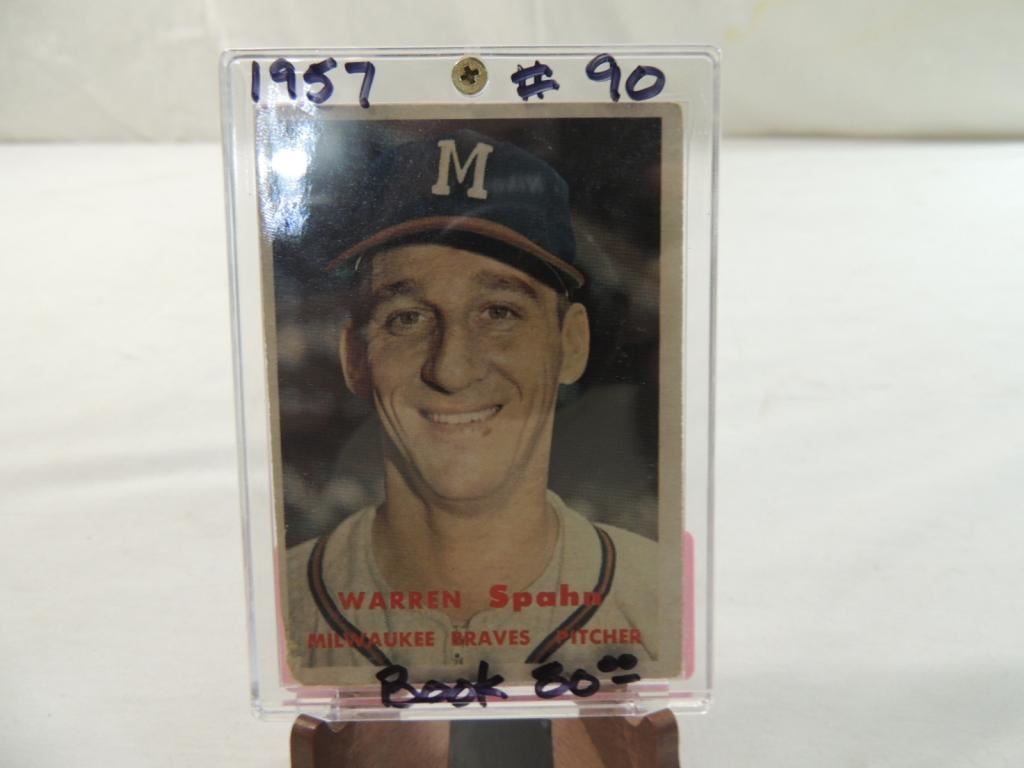 1957 # 90
M
WARREN Spahn
MILWAUKEE BRAVES PITCHER
Book 80⁰⁰